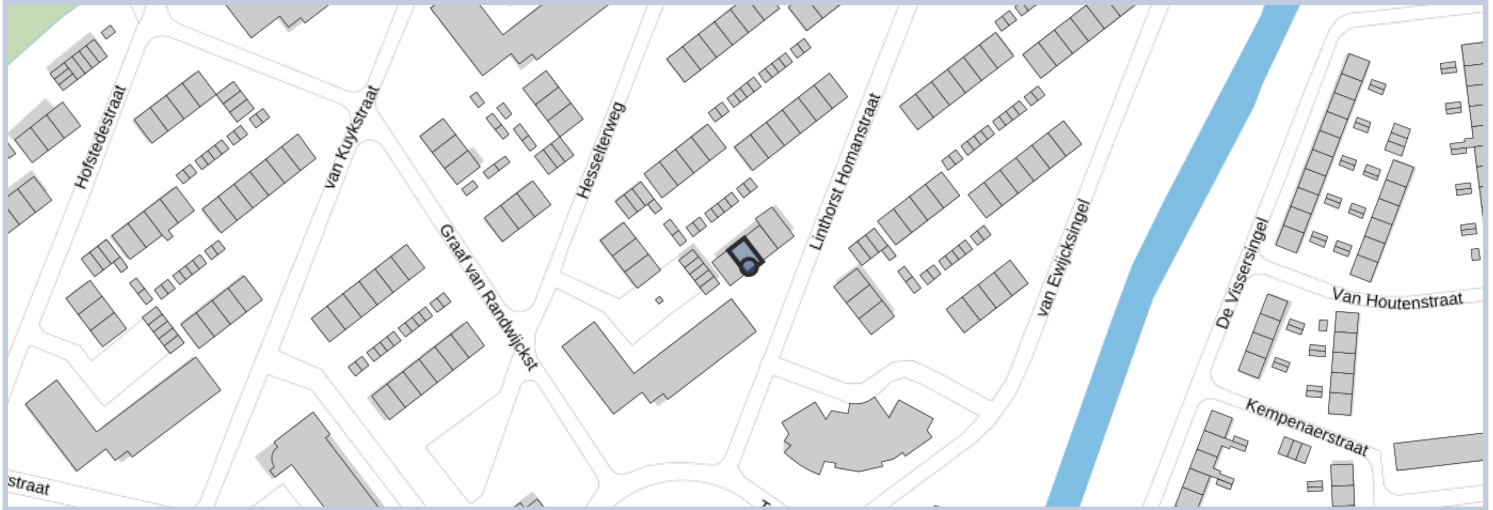 Hofstedestraat
van Kuykstraat
Graaf van Randwijckst
Hesselterweg
Linthorst Homanstraat
van Ewijcksingel
De Vissersingel
Van Houtenstraat
Kempenaerstraat
straat